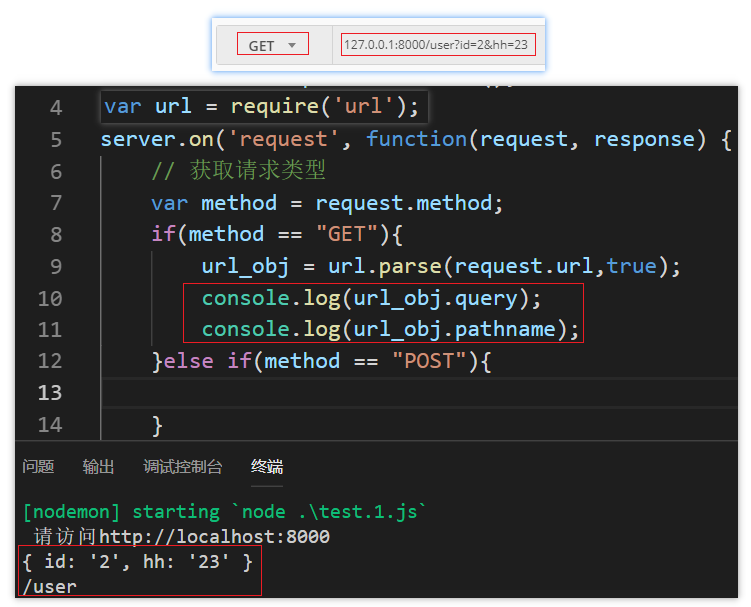 GET
127.0.0.1:8000/user?id=2&hh=23
4 var url = require('url');
5 server.on('request', function(request, response) {
6 // 获取请求类型
7 var method = request.method;
8 if(method == "GET"){
9 url_obj = url.parse(request.url,true);
10 console.log(url_obj.query);
11 console.log(url_obj.pathname);
12 }else if(method == "POST"){
13
14 }
问题 输出 调试控制台 终端
[nodemon] starting `node .\test.1.js`
请访问http://localhost:8000
{ id: '2', hh: '23' }
/user